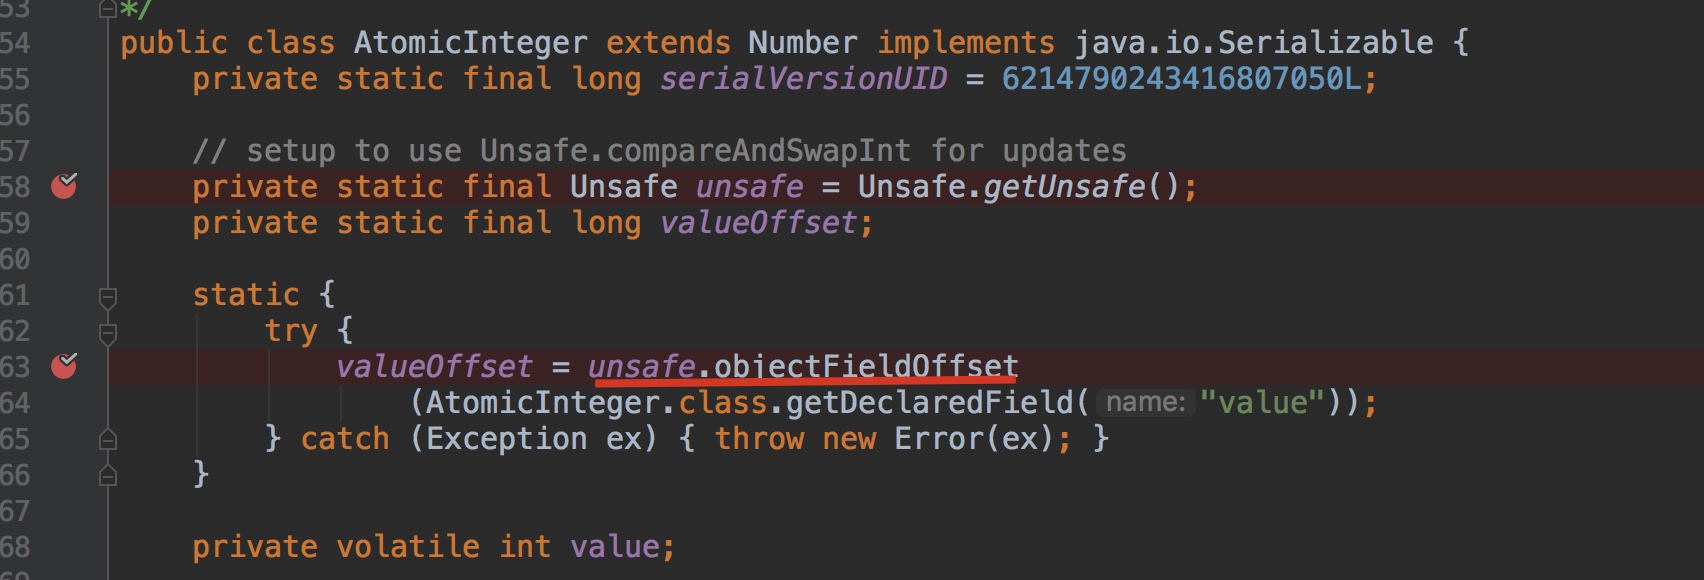 53 */
54 public class AtomicInteger extends Number implements java.io.Serializable {
55 private static final long serialVersionUID = 6214790243416807050L;
56
57 // setup to use Unsafe.compareAndSwapInt for updates
58 private static final Unsafe unsafe = Unsafe.getUnsafe();
59 private static final long valueOffset;
60
61 static {
62 try {
63 valueOffset = unsafe.objectFieldOffset
64 (AtomicInteger.class.getDeclaredField( name: "value"));
65 } catch (Exception ex) { throw new Error(ex); }
66 }
67
68 private volatile int value;
69